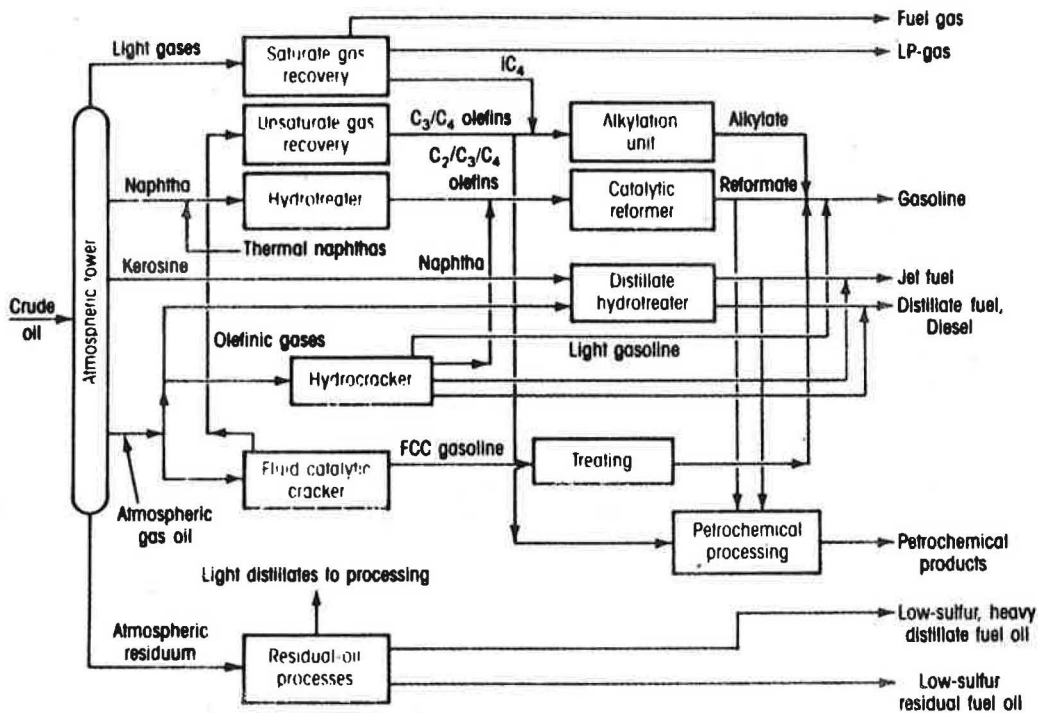 Fuel gas
Light gases
Saturate gas
recovery
LP-gas
IC4
Unsaturate gas
recovery
C3/C4 olefins
Alkylation
unit
Alkylate
C2/C3/C4
olefins
Naphtha
Hydrotreater
Catalytic
reformer
Reformate
Gasoline
Thermal naphthas
Kerosine
Naphtha
Distillate
hydrotreater
Jet fuel
Crude
oil
Atmospheric tower
Distillate fuel,
Diesel
Olefinic gases
Light gasoline
Hydrocracker
FCC gasoline
Fluid catalytic
cracker
Treating
Atmospheric
gas oil
Petrochemical
processing
Petrochemical
products
Light distillates to processing
Low-sulfur, heavy
distillate fuel oil
Atmospheric
residuum
Residual-oil
processes
Low-sulfur
residual fuel oil